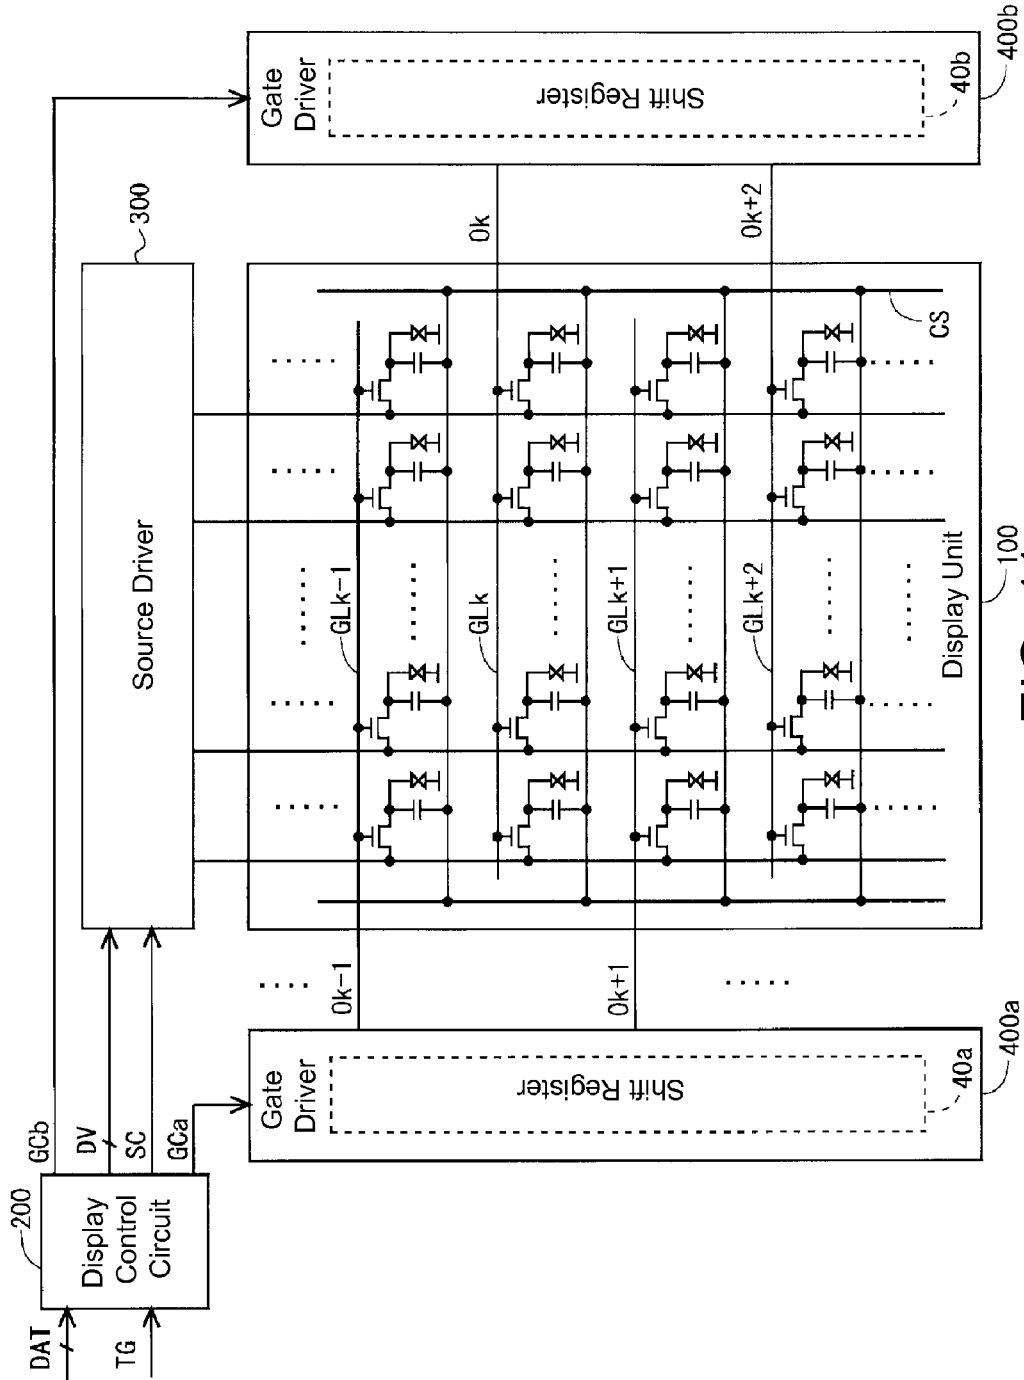 DAT
TG
200
Display
Control
Circuit
GCb
DV
SC
GCa
Source Driver
300
Gate
Driver
Shift Register
40a
400a
Ok-1
Ok+1
GLk-1
GLk
GLk+1
GLk+2
CS
Display Unit
100
Ok
Ok+2
Gate
Driver
Shift Register
40b
400b